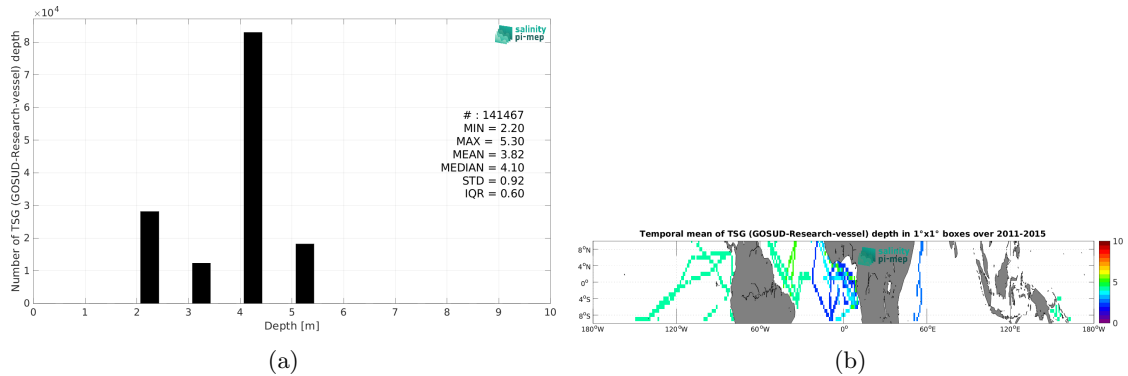 ×10⁴
salinity
pi-mep
Number of TSG (GOSUD-Research-vessel) depth
8
7
6
5
4
3
2
1
0
# : 141467
MIN = 2.20
MAX = 5.30
MEAN = 3.82
MEDIAN = 4.10
STD = 0.92
IQR = 0.60
0 1 2 3 4 5 6 7 8 9 10
Depth [m]
(a)
Temporal mean of TSG (GOSUD-Research-vessel) depth in 1°x1° boxes over 2011-2015
salinity
pi-mep
8°N
4°N
0°
4°S
8°S
180°W 120°W 60°W 0° 60°E 120°E 180°W
10
5
0
(b)